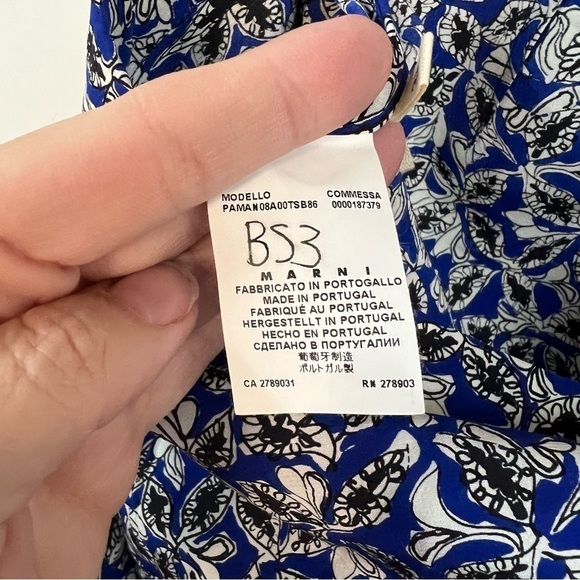 MODELLO COMMESSA
PAMAN08A00TSB86 0000187379
BS3
MARNI
FABBRICATO IN PORTOGALLO
MADE IN PORTUGAL
FABRIQUÉ AU PORTUGAL
HERGESTELLT IN PORTUGAL
HECHO EN PORTUGAL
СДЕЛАНО В ПОРТУГАЛИИ
葡萄牙制造
ポルトガル製
CA 2789031 RN 278903